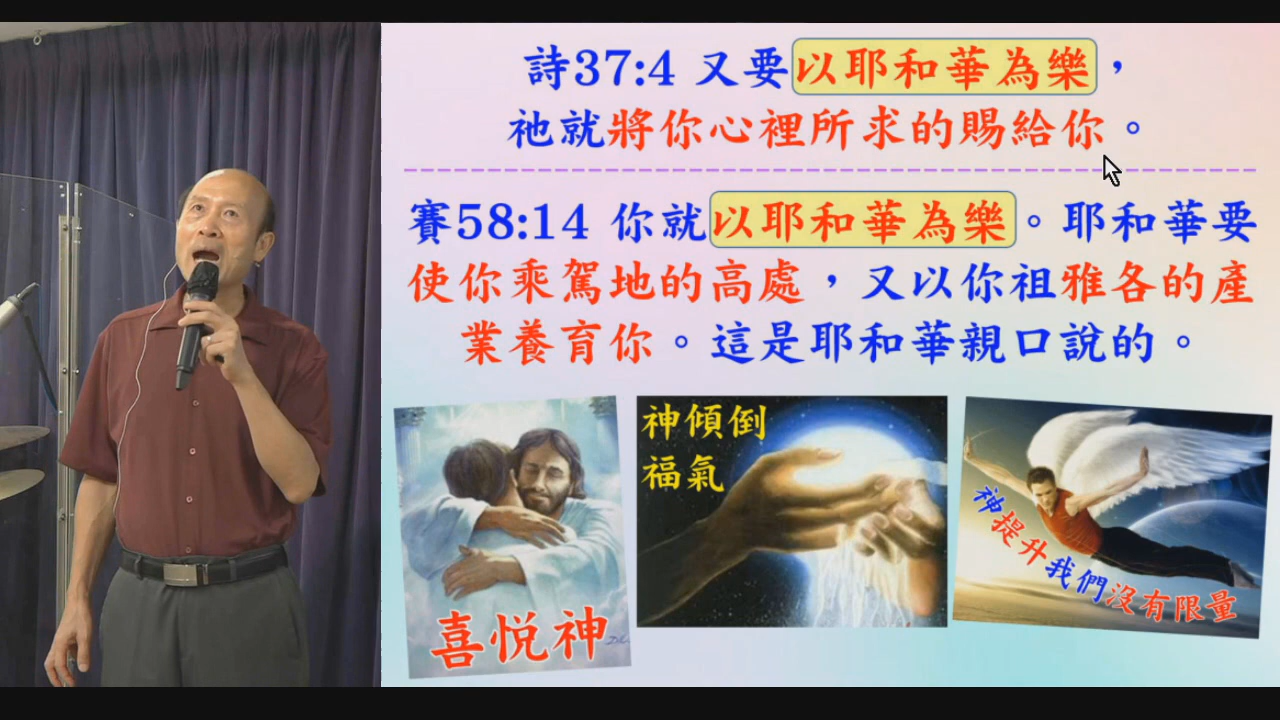 詩37:4 又要以耶和華為樂，
祂就將你心裡所求的賜給你。
賽58:14 你就以耶和華為樂。耶和華要
使你乘駕地的高處，又以你祖雅各的產
業養育你。這是耶和華親口說的。
喜悅神
神傾倒
福氣
神提升我們沒有限量